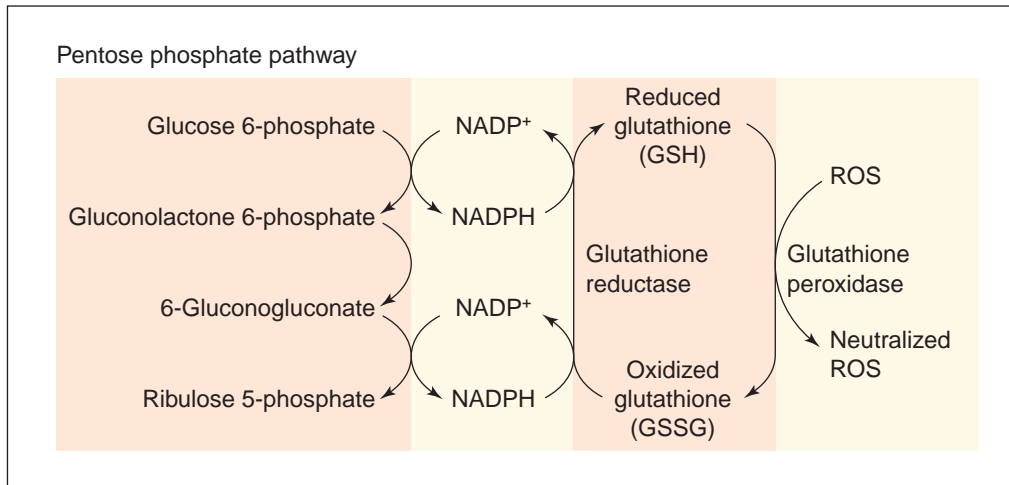 Pentose phosphate pathway
Glucose 6-phosphate
Gluconolactone 6-phosphate
6-Gluconogluconate
Ribulose 5-phosphate
NADP⁺
NADPH
NADP⁺
NADPH
Reduced
glutathione
(GSH)
Glutathione
reductase
Oxidized
glutathione
(GSSG)
ROS
Glutathione
peroxidase
Neutralized
ROS